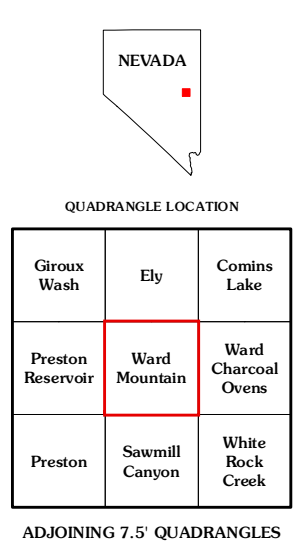 NEVADA
QUADRANGLE LOCATION
Giroux
Wash
Ely
Comins
Lake
Preston
Reservoir
Ward
Mountain
Ward
Charcoal
Ovens
Preston
Sawmill
Canyon
White
Rock
Creek
ADJOINING 7.5' QUADRANGLES